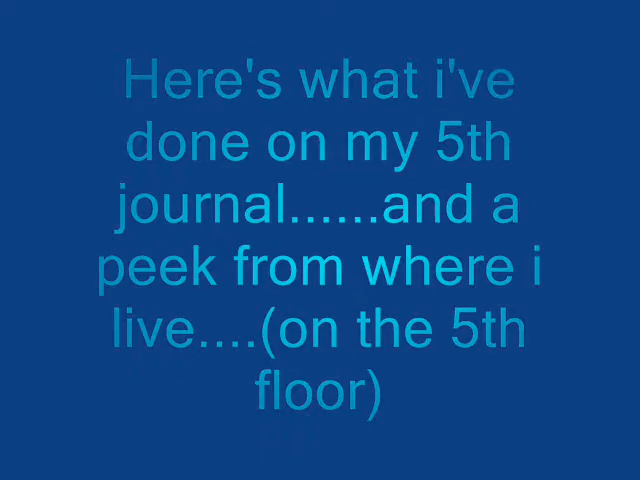 Here's what i've
done on my 5th
journal......and a
peek from where i
live....(on the 5th
floor)